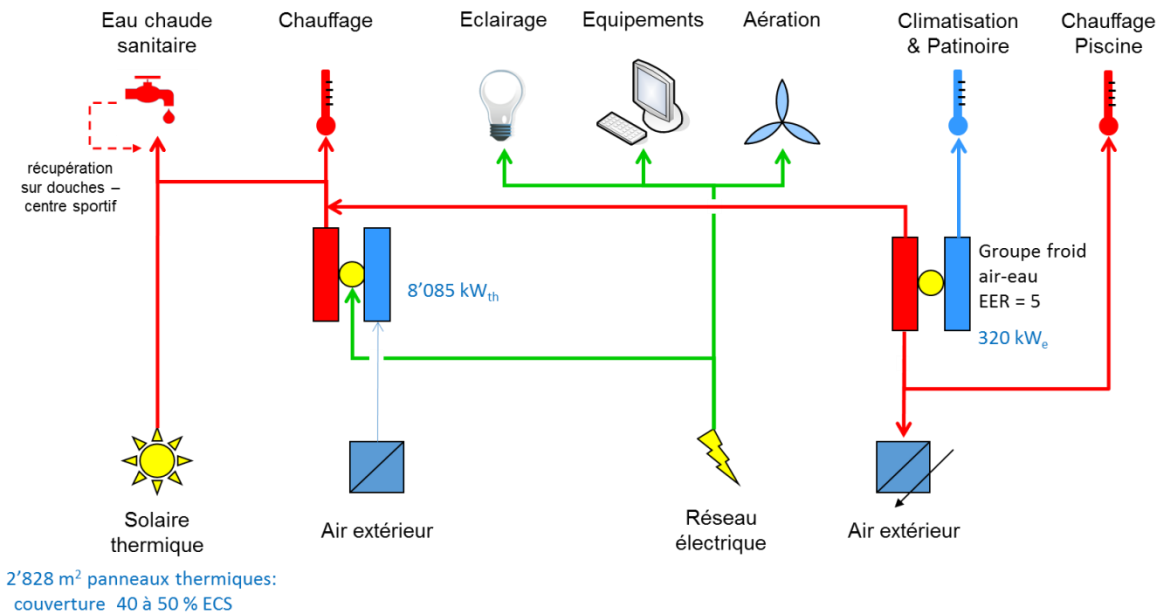 Eau chaude
sanitaire
Chauffage
Eclairage
Equipements
Aération
Climatisation
& Patinoire
Chauffage
Piscine
récupération
sur douches –
centre sportif
8’085 kWth
Groupe froid
air-eau
EER = 5
320 kWe
Solaire
thermique
Air extérieur
Réseau
électrique
Air extérieur
2’828 m² panneaux thermiques:
couverture 40 à 50 % ECS